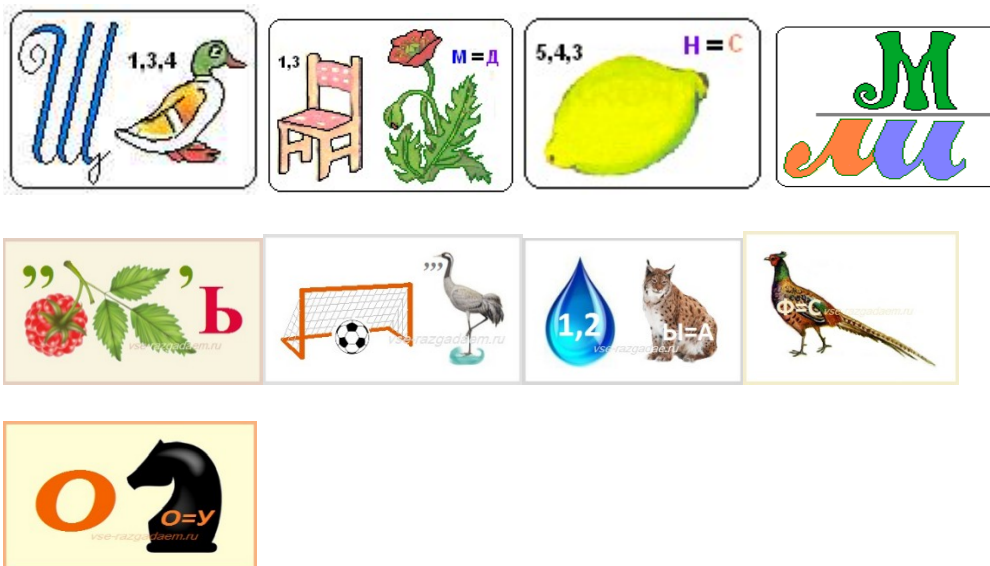 Щ 1,3,4
1,3 М = Д
5,4,3 Н = С
М
ли
,, ' Ь
vse-razgadaem.ru
,,,
vse-razgadaem.ru
1,2 Ы=А
vse-razgadae.ru
Ф=С
vse-razgadaem.ru
О О=У
vse-razgadaem.ru